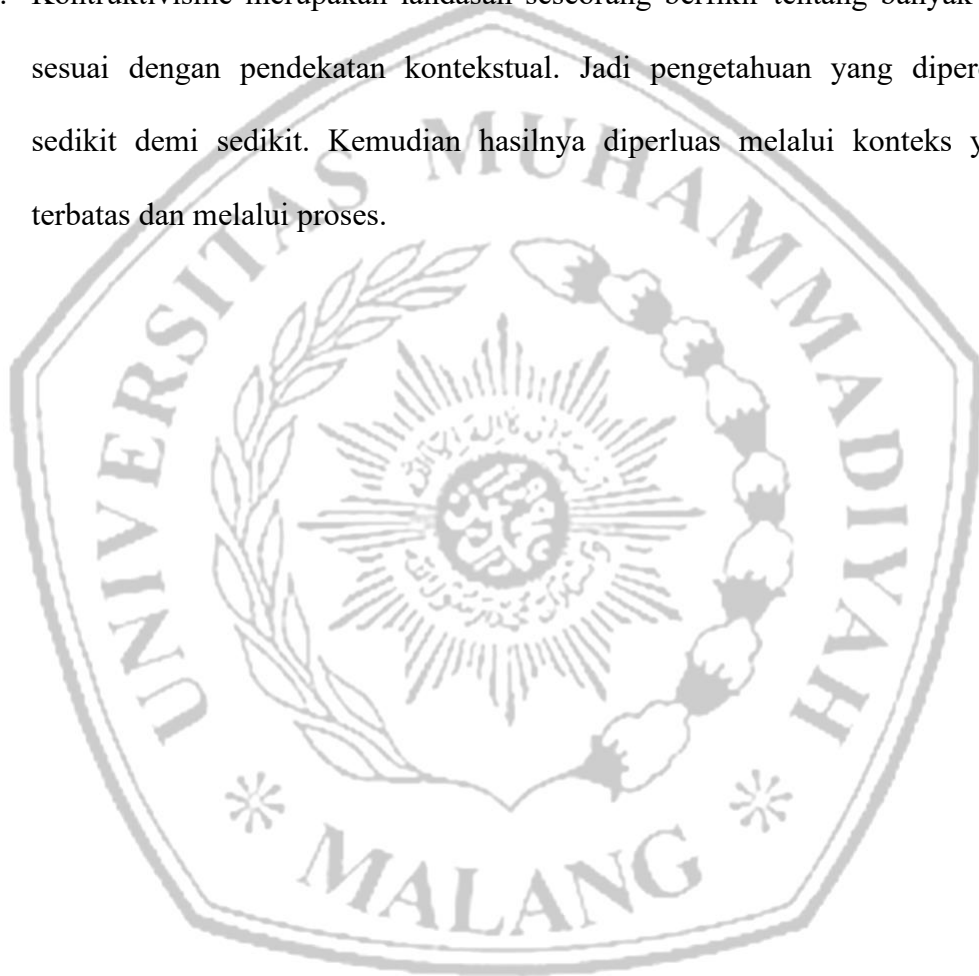 . Kontruktivisme merupakan landasan seseorang berfikir tentang banyak
sesuai dengan pendekatan kontekstual. Jadi pengetahuan yang
sedikit demi sedikit. Kemudian hasilnya diperluas melalui konteks
terbatas dan melalui proses.
UNIVERSITAS MUHAMMADIYAH
MALANG